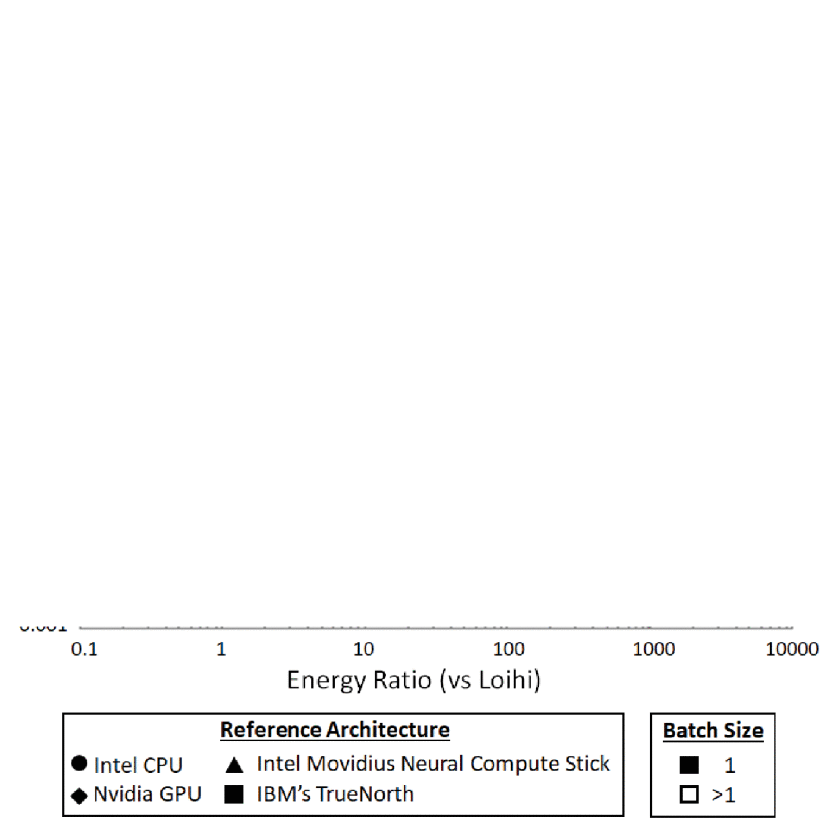 0.1 1 10 100 1000 10000
Energy Ratio (vs Loihi)
Reference Architecture
Intel CPU Intel Movidius Neural Compute Stick
Nvidia GPU IBM's TrueNorth
Batch Size
1
>1